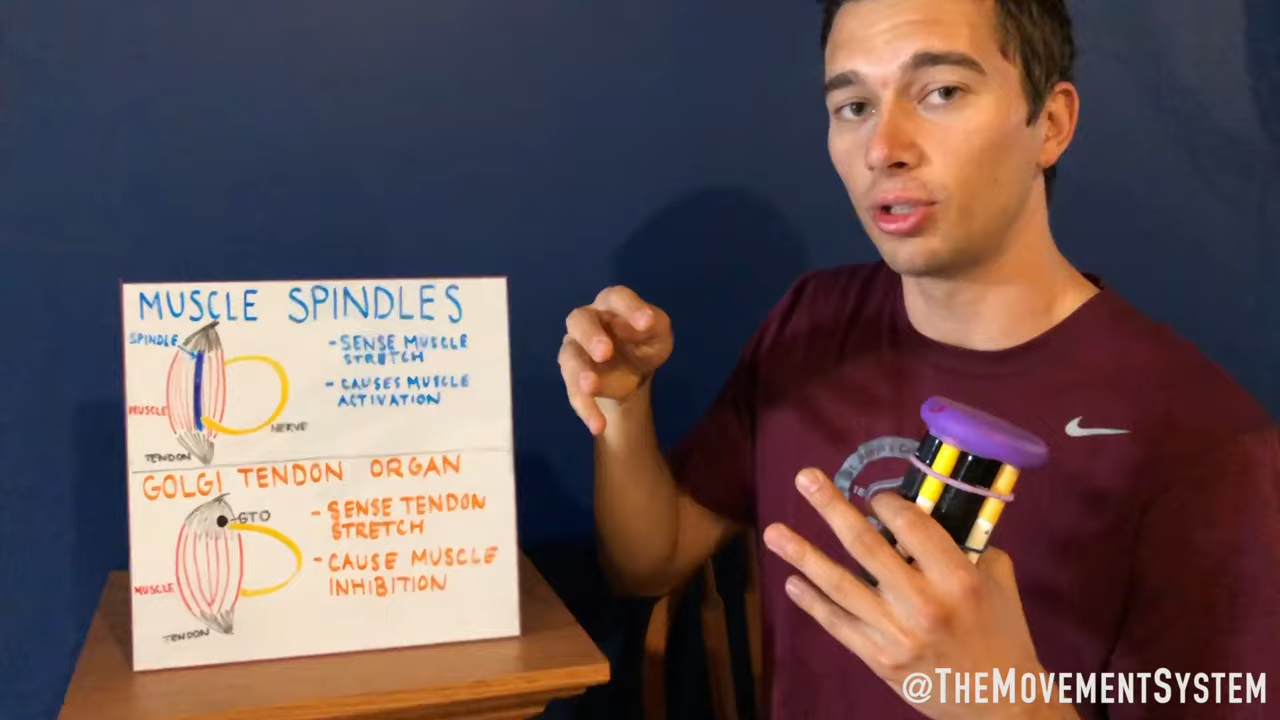 MUSCLE SPINDLES
SPINDLE
- SENSE MUSCLE
STRETCH
- CAUSES MUSCLE
ACTIVATION
MUSCLE
NERVE
TENDON
GOLGI TENDON ORGAN
GTO
- SENSE TENDON
STRETCH
- CAUSE MUSCLE
INHIBITION
MUSCLE
TENDON
@THEMOVEMENTSYSTEM